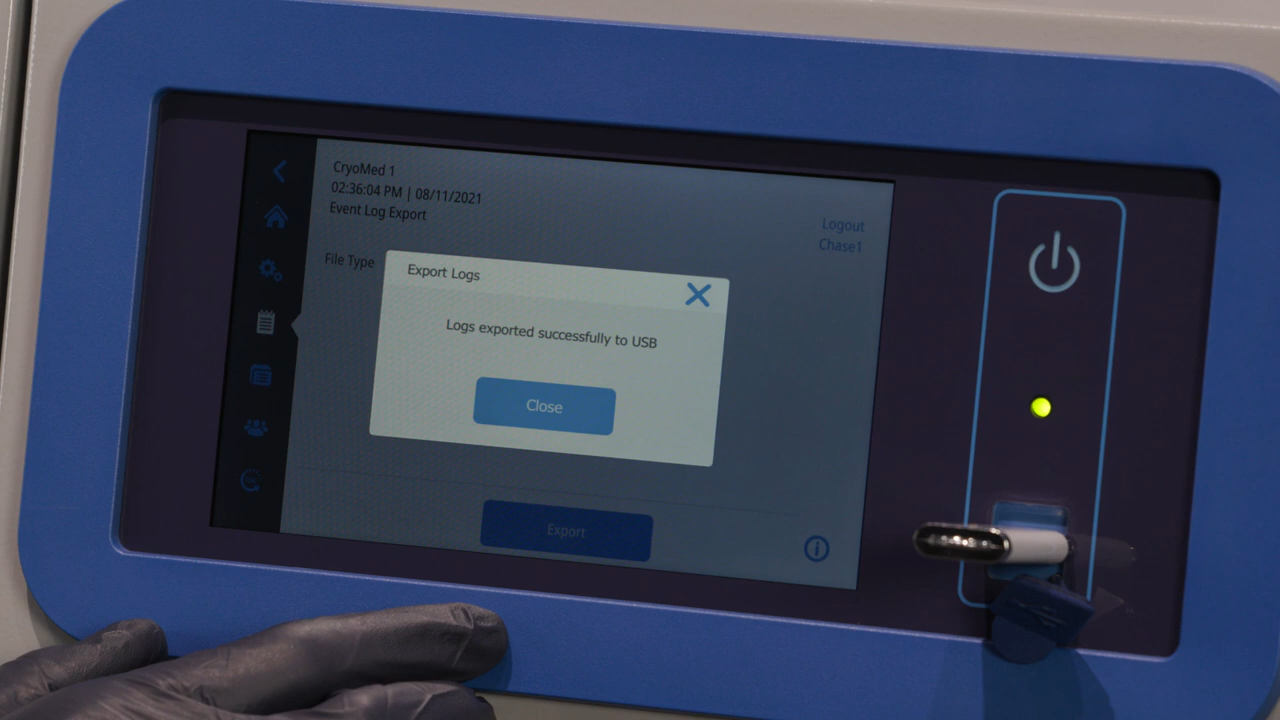 CryoMed 1
02:36:04 PM | 08/11/2021
Event Log Export
Logout
Chase1
File Type
Export Logs
Logs exported successfully to USB
Close
Export